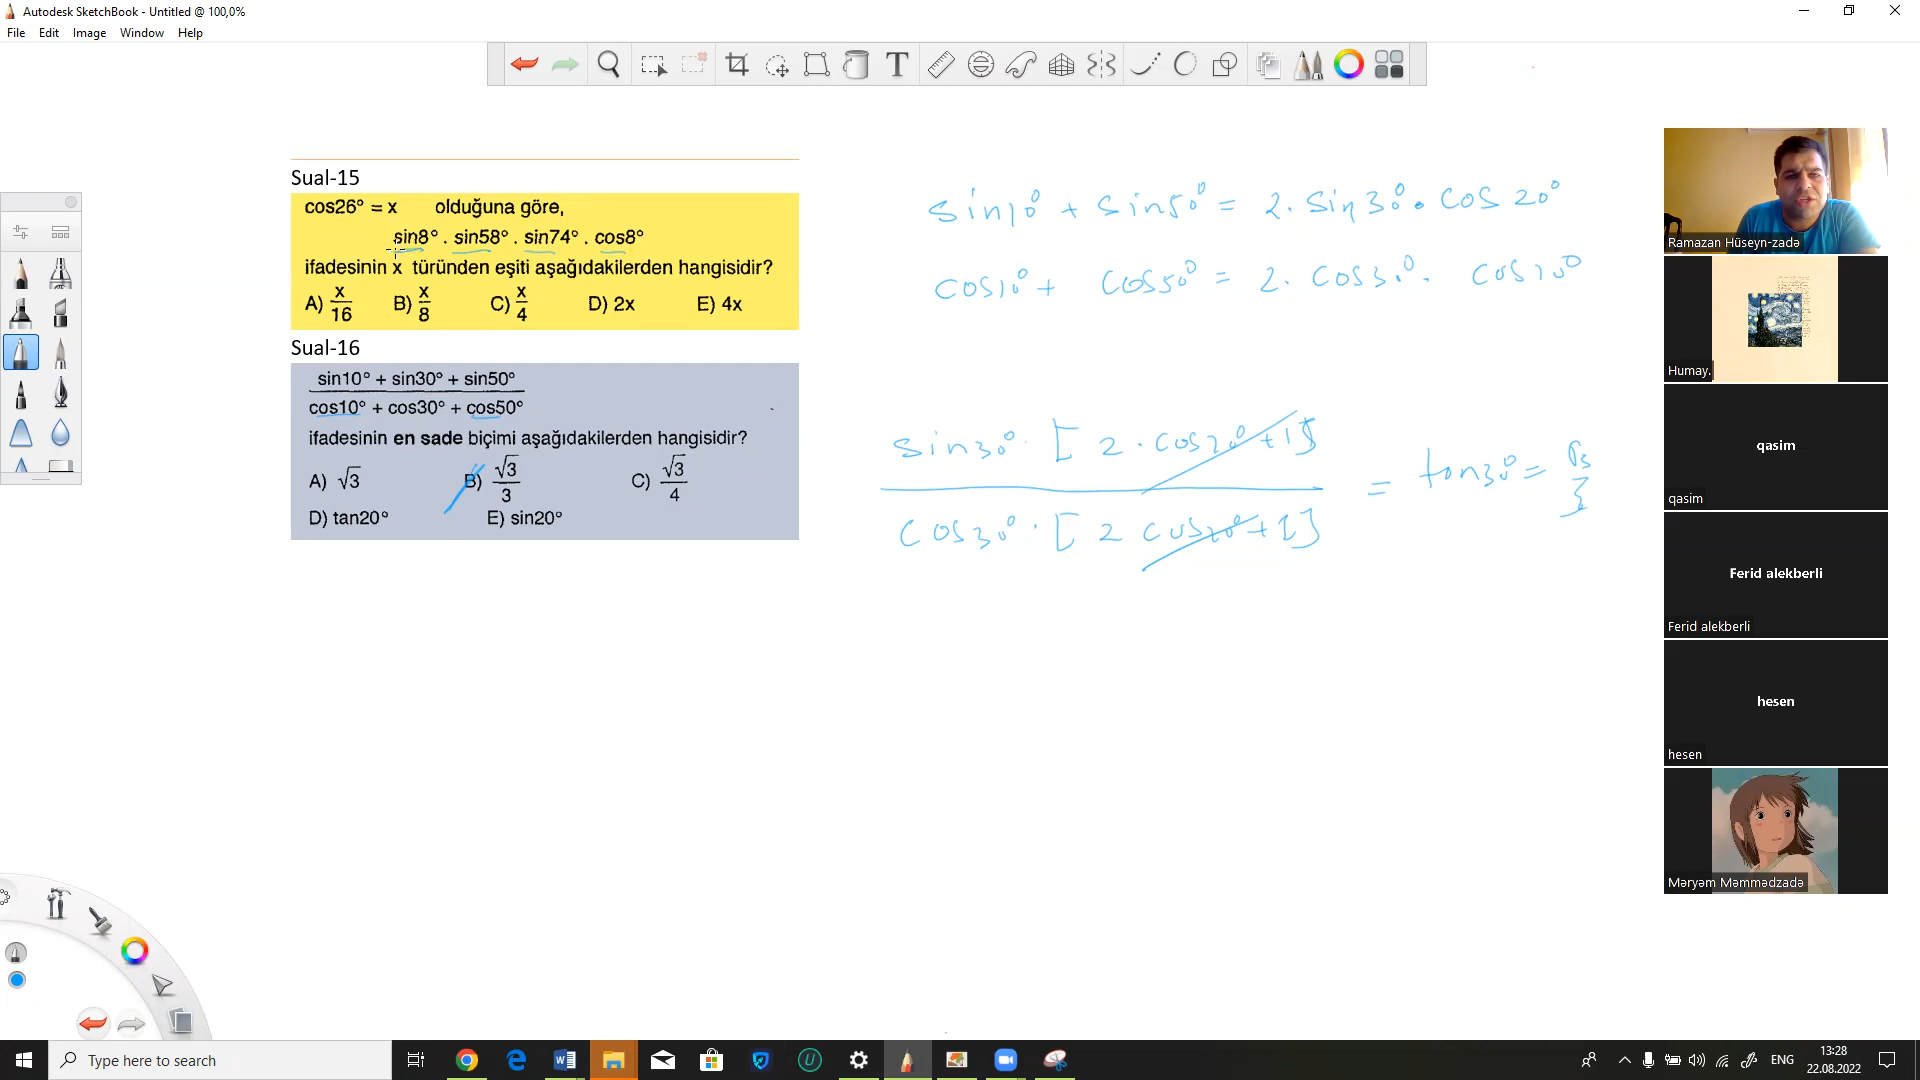 Autodesk SketchBook - Untitled @ 100,0%
File Edit Image Window Help
Sual-15
cos26° = x olduğuna göre,
sin8° . sin58° . sin74° . cos8°
ifadesinin x türünden eşiti aşağıdakilerden hangisidir?
A) x/16 B) x/8 C) x/4 D) 2x E) 4x
Sual-16
sin10° + sin30° + sin50°
cos10° + cos30° + cos50°
ifadesinin en sade biçimi aşağıdakilerden hangisidir?
A) √3 B) √3/3 C) √3/4
D) tan20° E) sin20°
sin10° + sin50° = 2. sin30° . cos20°
cos10° + cos50° = 2. cos30° . cos20°
sin30° . [ 2 . cos20° + 1 ]
cos30° . [ 2 cos20° + 1 ]
= tan30° = √3/3
Ramazan Hüseyn-zadə
Humay.
qasim
qasim
Ferid alekberli
Ferid alekberli
hesen
hesen
Məryəm Məmmədzadə
Type here to search
ENG
13:28
22.08.2022